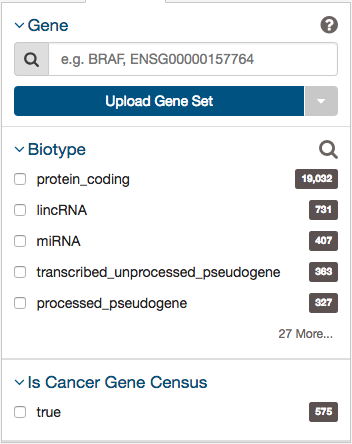 Gene
e.g. BRAF, ENSG00000157764
Upload Gene Set
Biotype
protein_coding 19,032
lincRNA 731
miRNA 407
transcribed_unprocessed_pseudogene 363
processed_pseudogene 327
27 More...
Is Cancer Gene Census
true 575